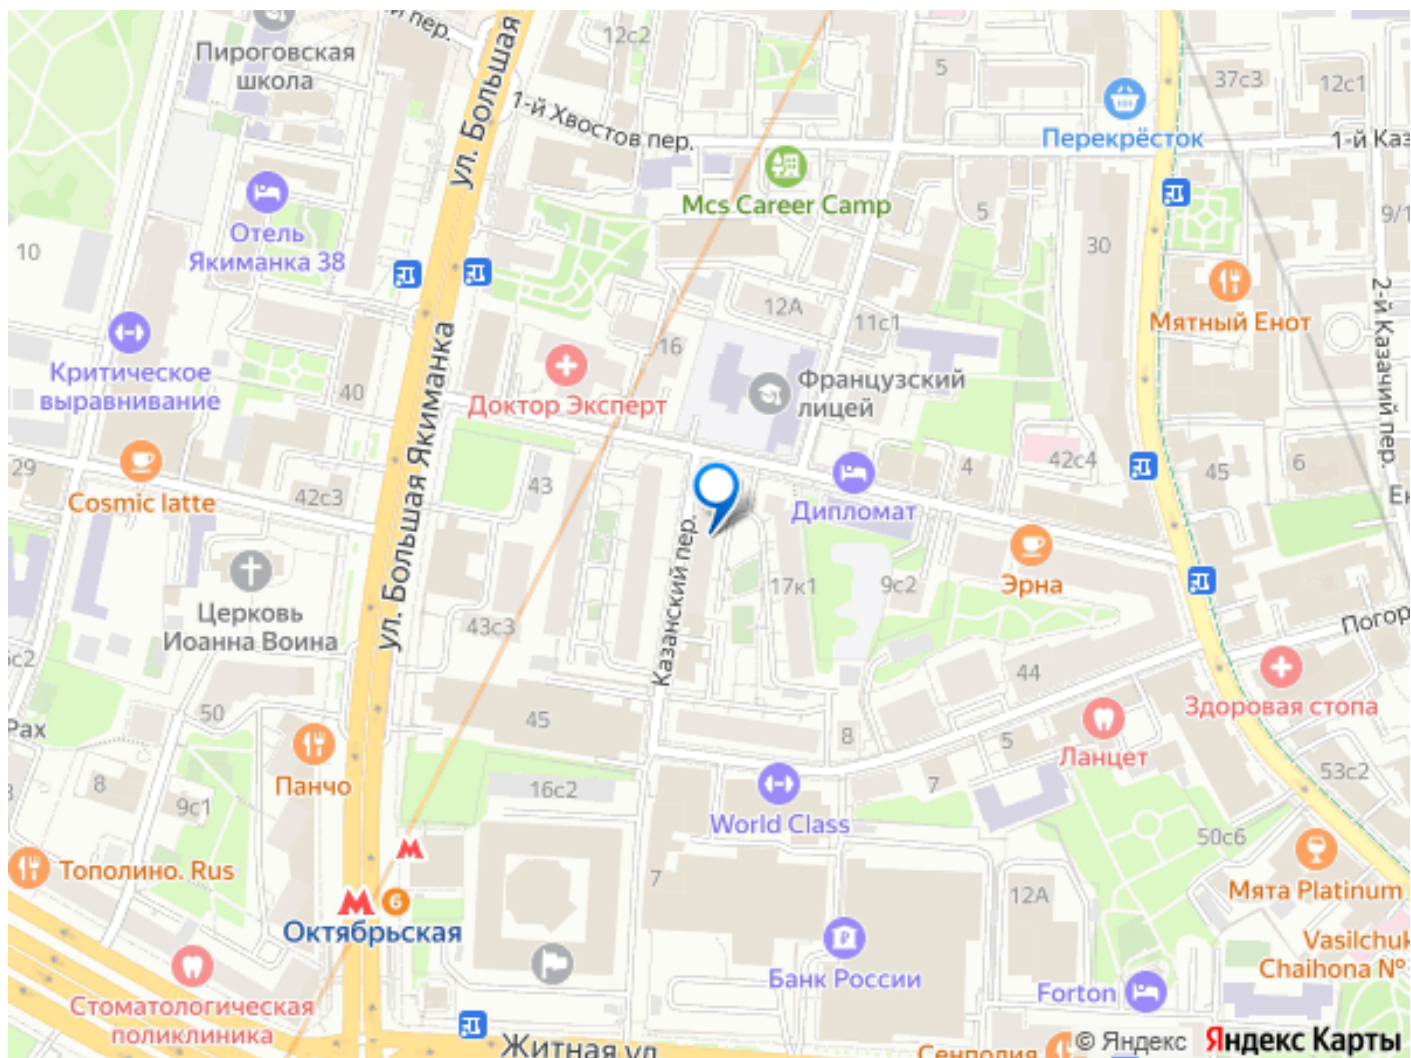 й пер.
12с2
Пироговская
школа
ул. Большая
1-й Хвостов пер.
5
37с3
12с1
Перекрёсток
1-й Каз
Mcs Career Camp
5
9/1
Отель
Якиманка 38
10
30
12А
11с1
Мятный Енот
2-й Казачий пер.
Критическое
выравнивание
40
16
Доктор Эксперт
Французский
лицей
ул. Большая Якиманка
29
Cosmic latte
42с3
43
4
42с4
45
6
Дипломат
Казанский пер.
17к1
9с2
Эрна
Церковь
Иоанна Воина
43с3
Погор
44
Здоровая стопа
50
45
8
5
Ланцет
Рах
Панчо
8
9с1
16с2
World Class
7
53с2
50с6
Тополино. Rus
Мята Platinum
7
12А
М
М 6
Октябрьская
Банк России
Vasilchuk
Chaihona №
Стоматологическая
поликлиника
Forton
Житная ул.
Сенполия
© Яндекс Яндекс Карты